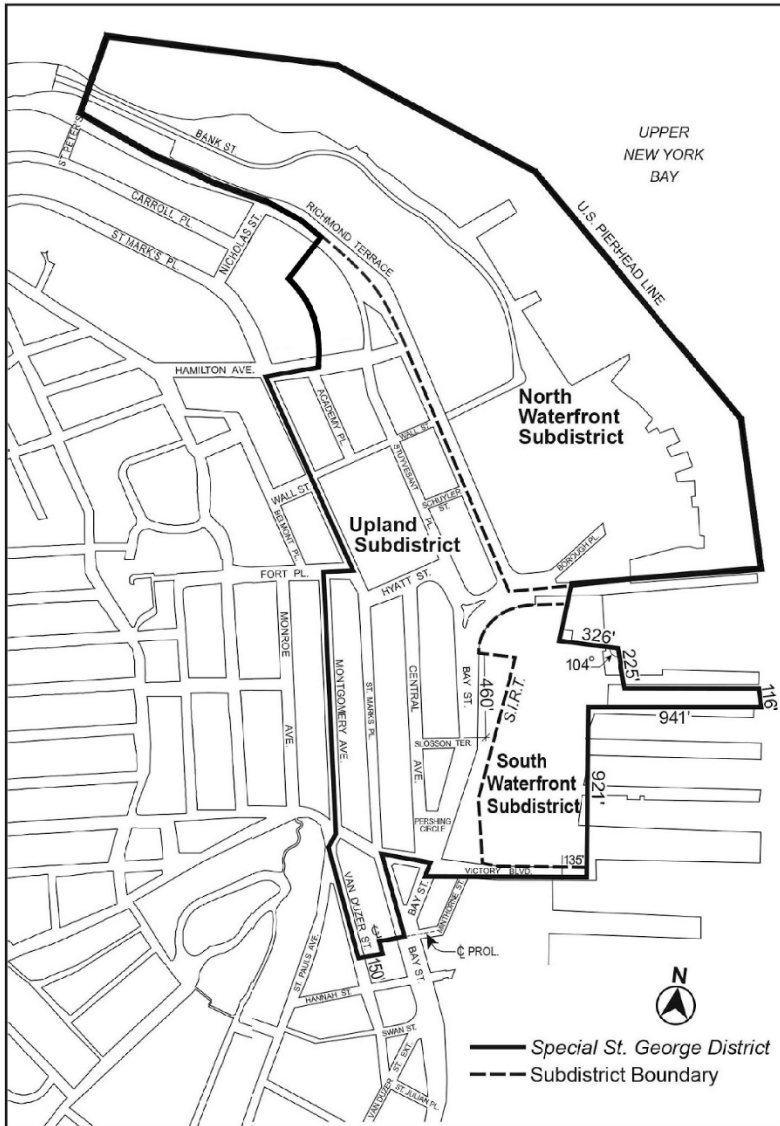 UPPER
NEW YORK
BAY
U.S. PIERHEAD LINE
ST PETER'S
BANK ST.
CARROLL PL.
RICHMOND TERRACE
ST MARK'S PL.
NICHOLAS ST.
HAMILTON AVE.
ACADEMY PL.
North
Waterfront
Subdistrict
WALL ST.
STUYVESANT PL.
SCHUYLER
ST.
WALL ST.
BELMONT PL.
Upland
Subdistrict
BOROUGH PL.
FORT PL.
HYATT ST.
MONROE
AVE.
MONTGOMERY AVE.
ST. MARKS PL.
CENTRAL
AVE.
BAY ST.
460'
S.I.R.T.
326'
104°
225'
116'
941'
921'
SLOSSON TER.
South
Waterfront
Subdistrict
PERSHING
CIRCLE
135'
VICTORY BLVD.
VAN DUZER ST.
BAY ST.
MINTHORNE ST.
℄ PROL.
℄
150'
ST. PAULS AVE.
BAY ST.
HANNAH ST.
SWAN ST.
VAN DUZER ST. EXT.
ST. JULIAN PL.
N
Special St. George District
Subdistrict Boundary